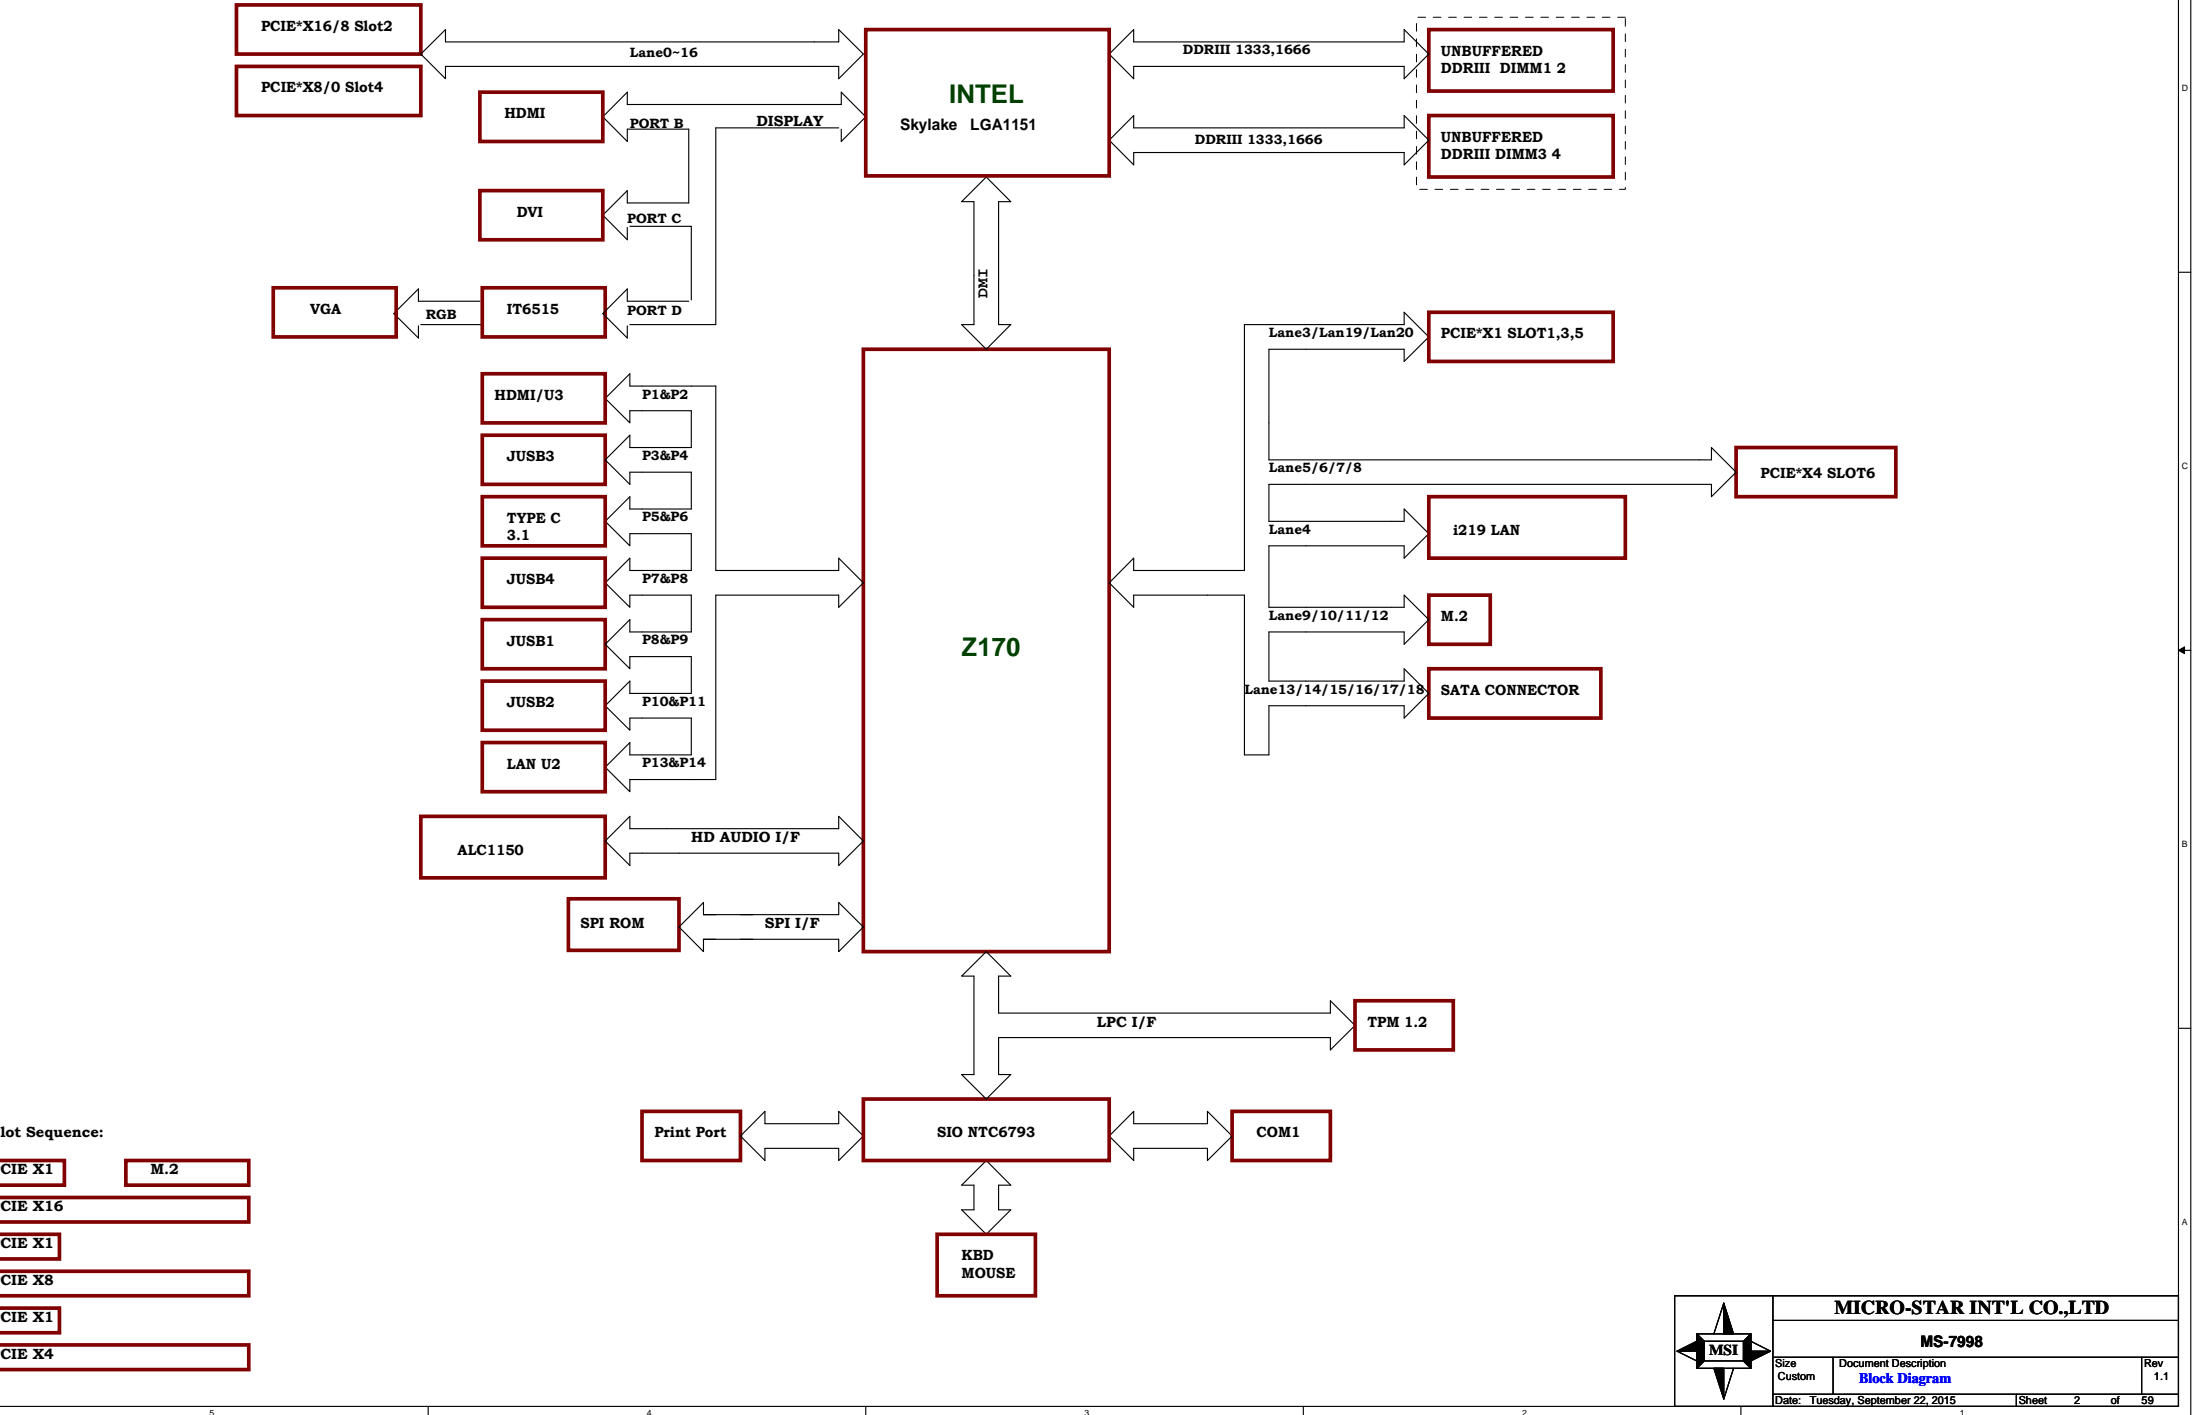 PCIE*X16/8 Slot2
PCIE*X8/0 Slot4
Lane0~16
INTEL
Skylake LGA1151
DDRIII 1333,1666
UNBUFFERED
DDRIII DIMM1 2
DDRIII 1333,1666
UNBUFFERED
DDRIII DIMM3 4
HDMI
PORT B
DISPLAY
DVI
PORT C
VGA
RGB
IT6515
PORT D
DMI
HDMI/U3
P1&P2
JUSB3
P3&P4
TYPE C
3.1
P5&P6
JUSB4
P7&P8
JUSB1
P8&P9
JUSB2
P10&P11
LAN U2
P13&P14
Z170
Lane3/Lan19/Lan20
PCIE*X1 SLOT1,3,5
Lane5/6/7/8
PCIE*X4 SLOT6
Lane4
i219 LAN
Lane9/10/11/12
M.2
Lane13/14/15/16/17/18
SATA CONNECTOR
ALC1150
HD AUDIO I/F
SPI ROM
SPI I/F
LPC I/F
TPM 1.2
Print Port
SIO NTC6793
COM1
KBD
MOUSE
lot Sequence:
CIE X1
M.2
CIE X16
CIE X1
CIE X8
CIE X1
CIE X4
D
C
B
A
MSI
MICRO-STAR INT'L CO.,LTD
MS-7998
Size
Custom
Document Description
Block Diagram
Rev
1.1
Date: Tuesday, September 22, 2015
Sheet 2 of 59
5
4
3
2
1